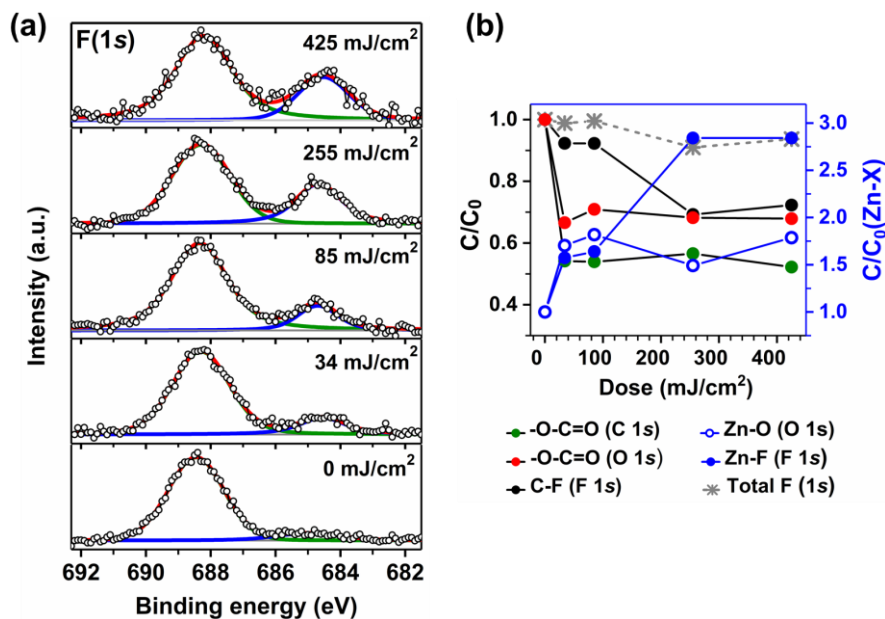 (a)
F(1s)
425 mJ/cm²
255 mJ/cm²
85 mJ/cm²
34 mJ/cm²
0 mJ/cm²
Intensity (a.u.)
692 690 688 686 684 682
Binding energy (eV)
(b)
1.0
0.8
0.6
0.4
C/C₀
3.0
2.5
2.0
1.5
1.0
C/C₀(Zn-X)
0 100 200 300 400
Dose (mJ/cm²)
-O-C=O (C 1s)
-O-C=O (O 1s)
C-F (F 1s)
Zn-O (O 1s)
Zn-F (F 1s)
Total F (1s)